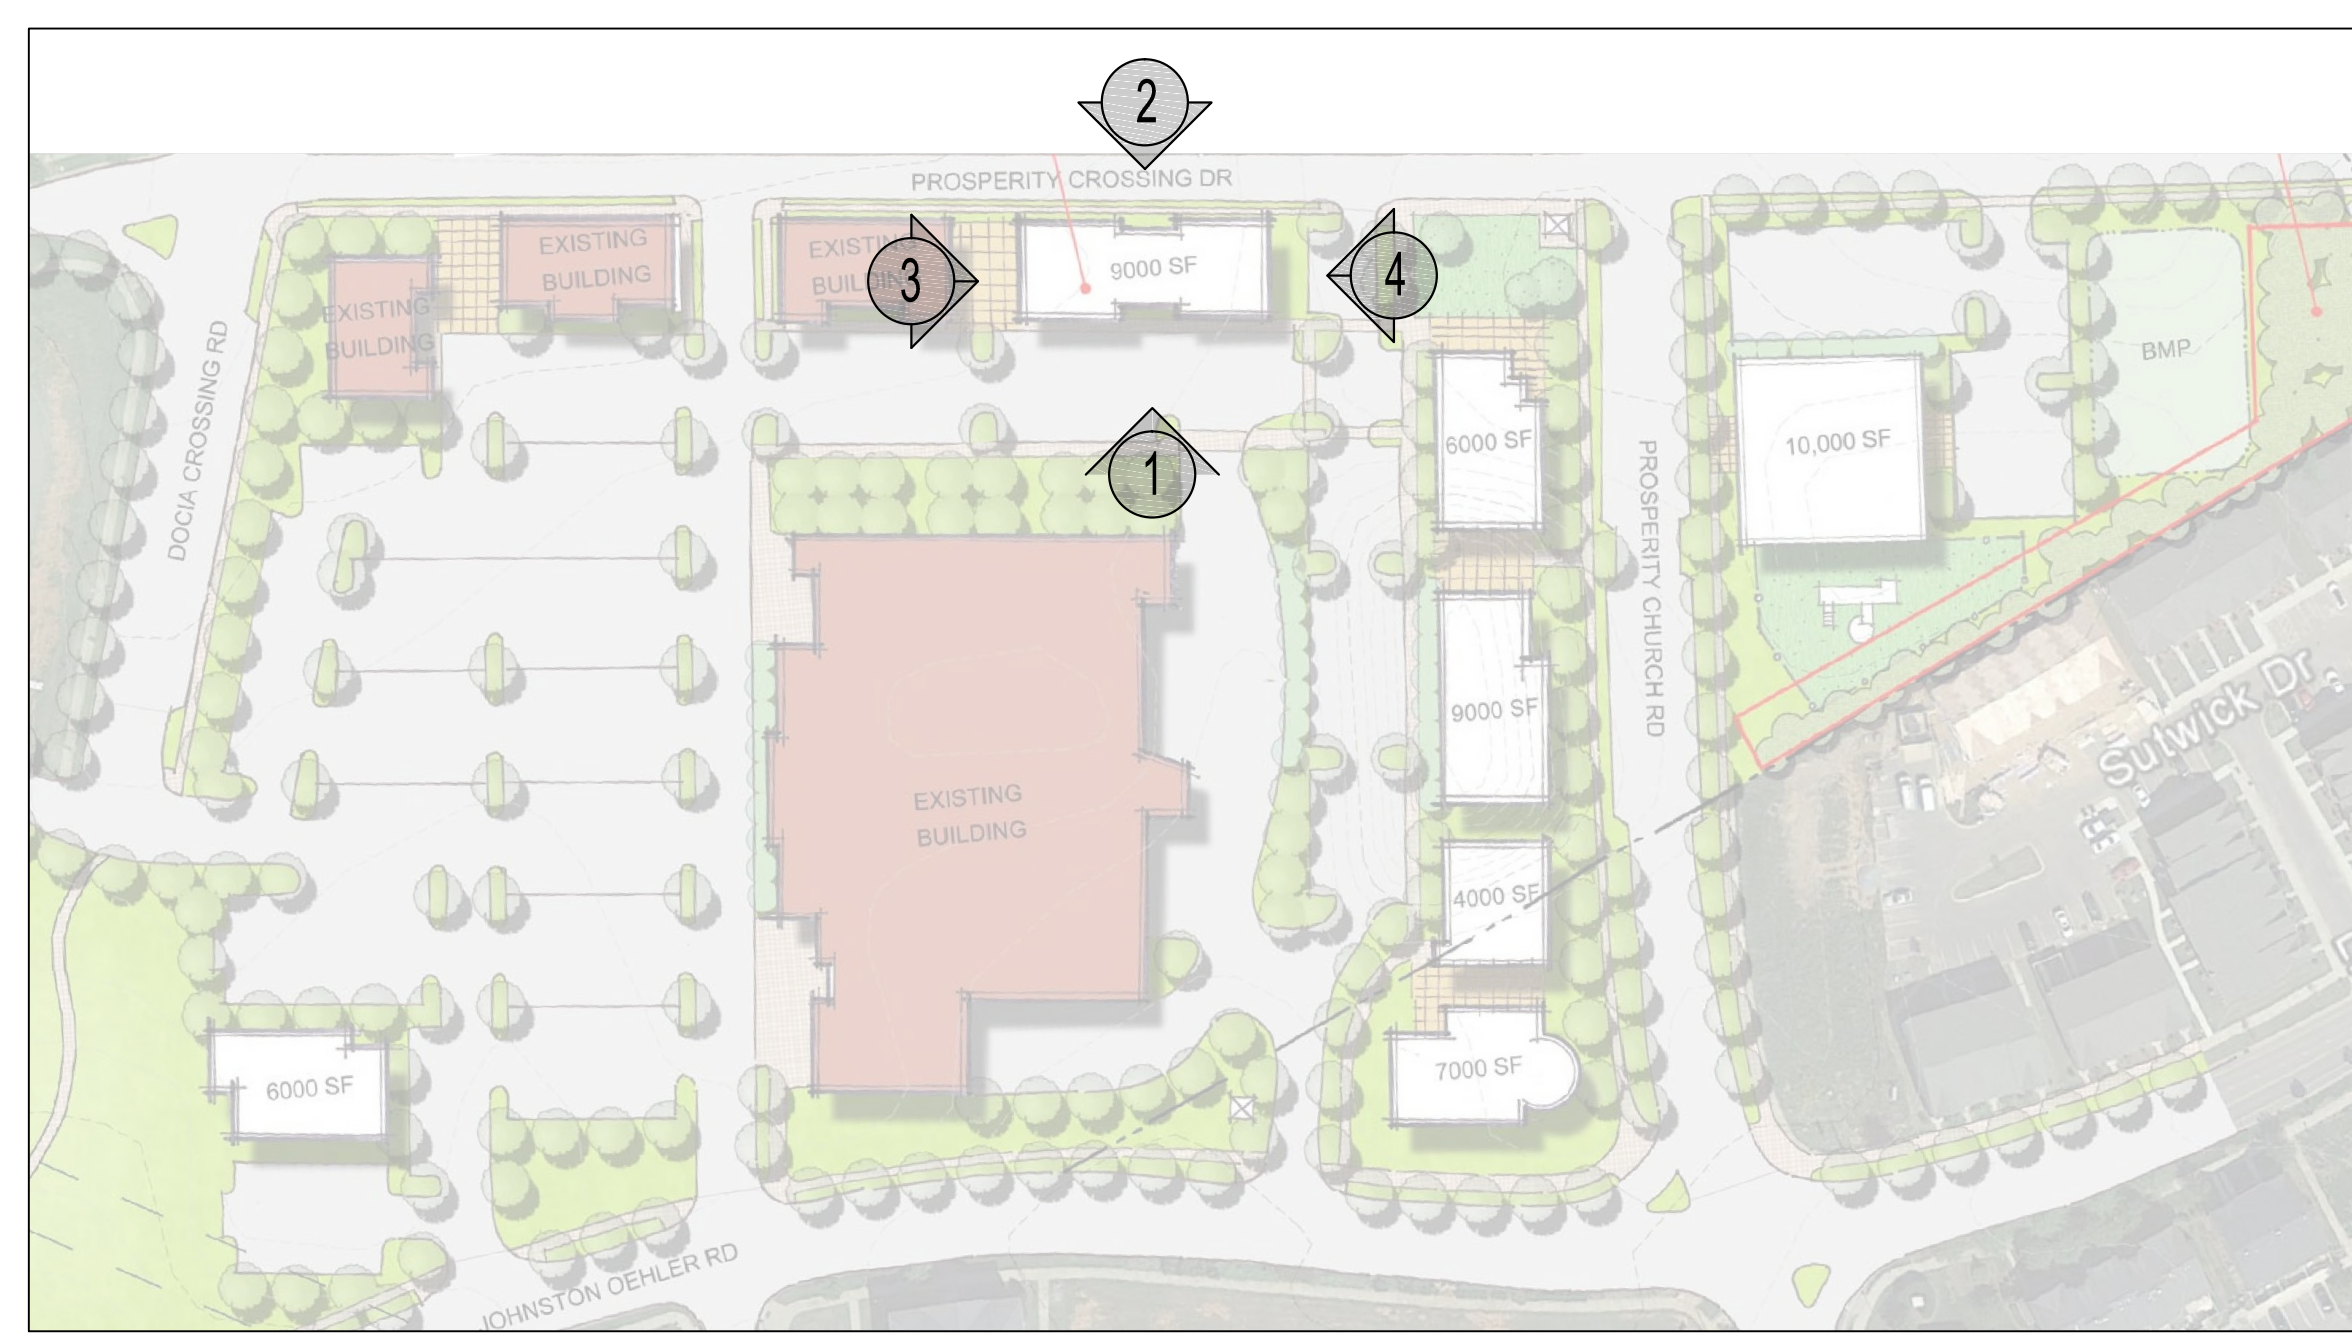 2
PROSPERITY CROSSING DR
EXISTING
BUILDING
EXISTING
BUILDING
3
9000 SF
4
EXISTING
BUILDING
BMP
DOCIA CROSSING RD
6000 SF
10,000 SF
1
PROSPERITY CHURCH RD
9000 SF
Sutwick Dr
EXISTING
BUILDING
4000 SF
7000 SF
6000 SF
JOHNSTON OEHLER RD